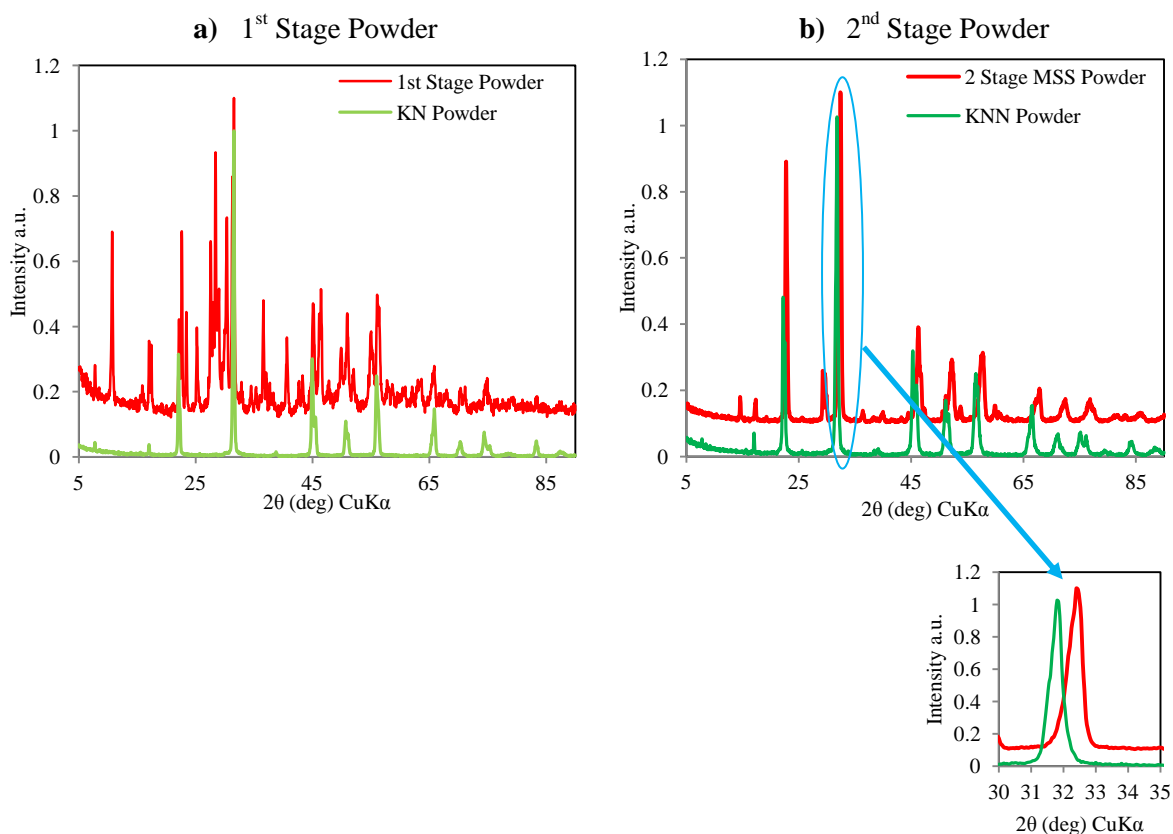 a) 1st Stage Powder
1.2
1
0.8
0.6
0.4
0.2
0
Intensity a.u.
1st Stage Powder
KN Powder
5 25 45 65 85
2θ (deg) CuKα
b) 2nd Stage Powder
1.2
1
0.8
0.6
0.4
0.2
0
Intensity a.u.
2 Stage MSS Powder
KNN Powder
5 25 45 65 85
2θ (deg) CuKα
1.2
1
0.8
0.6
0.4
0.2
0
Intensity a.u.
30 31 32 33 34 35
2θ (deg) CuKα